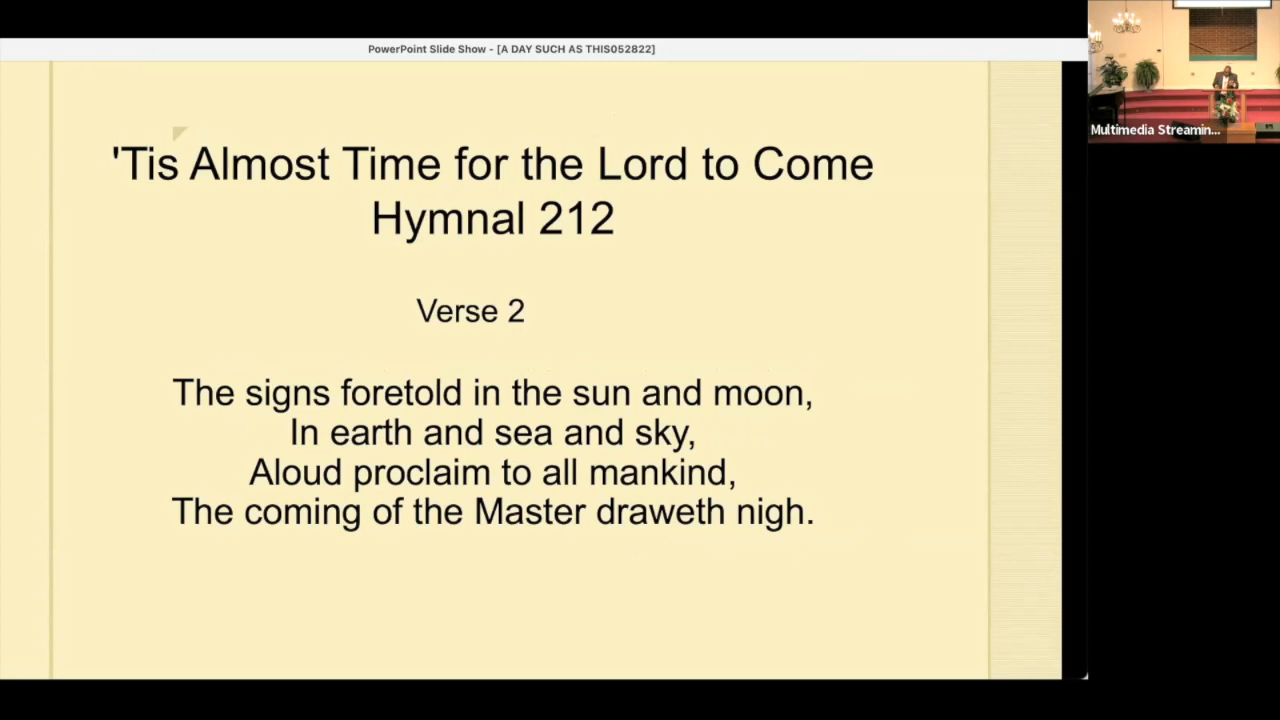 PowerPoint Slide Show - [A DAY SUCH AS THIS052822]
'Tis Almost Time for the Lord to Come
Hymnal 212
Verse 2
The signs foretold in the sun and moon,
In earth and sea and sky,
Aloud proclaim to all mankind,
The coming of the Master draweth nigh.
Multimedia Streamin...